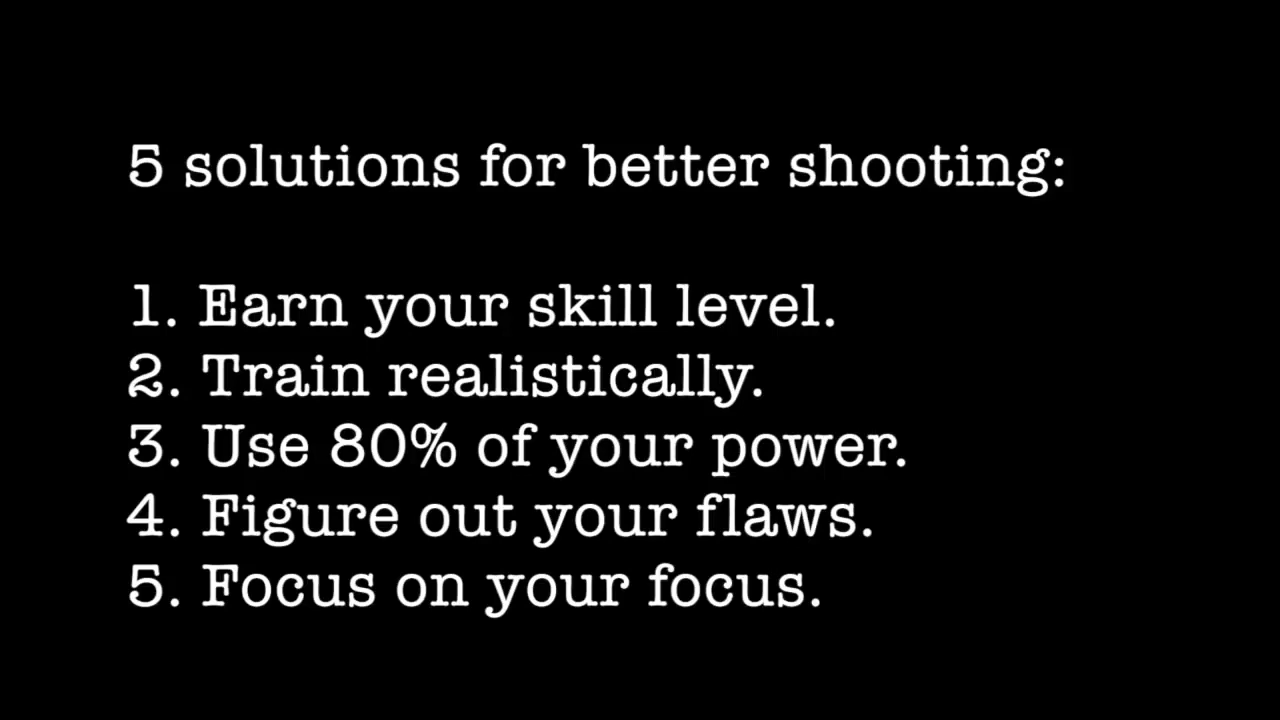 5 solutions for better shooting:
1. Earn your skill level.
2. Train realistically.
3. Use 80% of your power.
4. Figure out your flaws.
5. Focus on your focus.